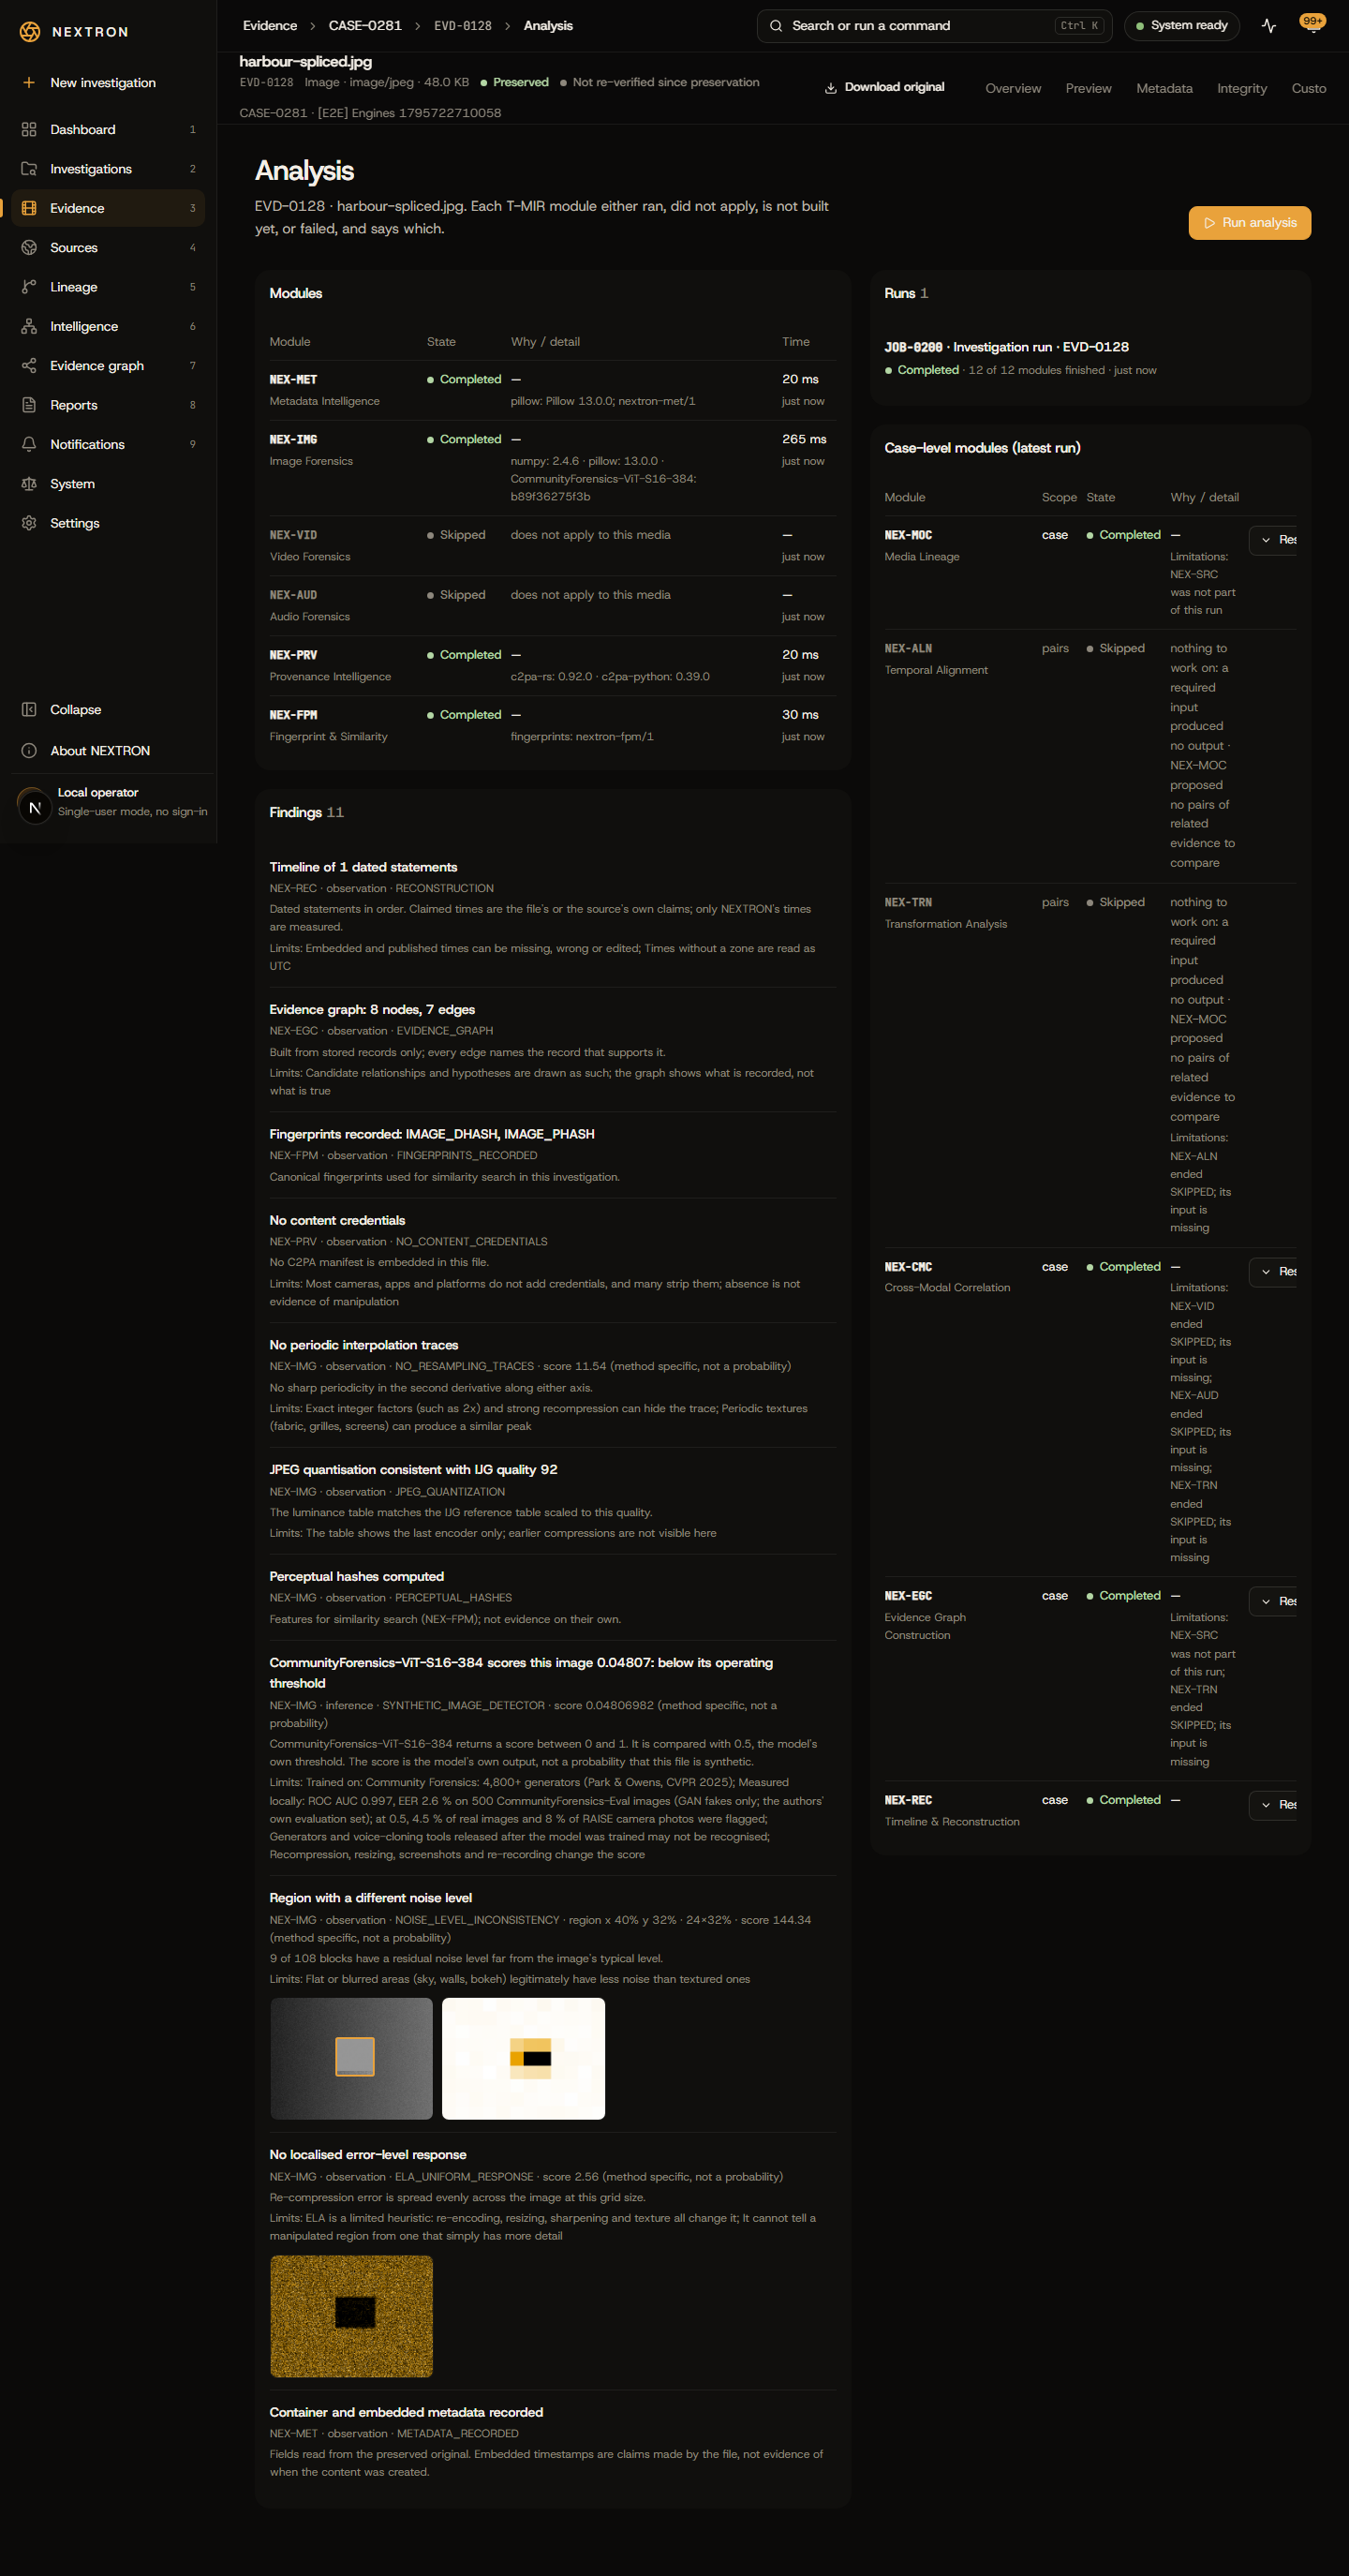 NEXTRON
New investigation
Dashboard 1
Investigations 2
Evidence 3
Sources 4
Lineage 5
Intelligence 6
Evidence graph 7
Reports 8
Notifications 9
System
Settings
Collapse
About NEXTRON
N
Local operator
Single-user mode, no sign-in
Evidence > CASE-0281 > EVD-0128 > Analysis
Search or run a command Ctrl K
System ready
99+
harbour-spliced.jpg
EVD-0128 Image · image/jpeg · 48.0 KB Preserved Not re-verified since preservation
CASE-0281 · [E2E] Engines 1795722710058
Download original
Overview Preview Metadata Integrity Custo
Analysis
EVD-0128 · harbour-spliced.jpg. Each T-MIR module either ran, did not apply, is not built
yet, or failed, and says which.
Run analysis
Modules
Module State Why / detail Time
NEX-MET Completed — 20 ms
Metadata Intelligence pillow: Pillow 13.0.0; nextron-met/1 just now
NEX-IMG Completed — 265 ms
Image Forensics numpy: 2.4.6 · pillow: 13.0.0 · just now
CommunityForensics-ViT-S16-384:
b89f36275f3b
NEX-VID Skipped does not apply to this media —
Video Forensics just now
NEX-AUD Skipped does not apply to this media —
Audio Forensics just now
NEX-PRV Completed — 20 ms
Provenance Intelligence c2pa-rs: 0.92.0 · c2pa-python: 0.39.0 just now
NEX-FPM Completed — 30 ms
Fingerprint & Similarity fingerprints: nextron-fpm/1 just now
Findings 11
Timeline of 1 dated statements
NEX-REC · observation · RECONSTRUCTION
Dated statements in order. Claimed times are the file's or the source's own claims; only NEXTRON's times
are measured.
Limits: Embedded and published times can be missing, wrong or edited; Times without a zone are read as
UTC
Evidence graph: 8 nodes, 7 edges
NEX-EGC · observation · EVIDENCE_GRAPH
Built from stored records only; every edge names the record that supports it.
Limits: Candidate relationships and hypotheses are drawn as such; the graph shows what is recorded, not
what is true
Fingerprints recorded: IMAGE_DHASH, IMAGE_PHASH
NEX-FPM · observation · FINGERPRINTS_RECORDED
Canonical fingerprints used for similarity search in this investigation.
No content credentials
NEX-PRV · observation · NO_CONTENT_CREDENTIALS
No C2PA manifest is embedded in this file.
Limits: Most cameras, apps and platforms do not add credentials, and many strip them; absence is not
evidence of manipulation
No periodic interpolation traces
NEX-IMG · observation · NO_RESAMPLING_TRACES · score 11.54 (method specific, not a probability)
No sharp periodicity in the second derivative along either axis.
Limits: Exact integer factors (such as 2x) and strong recompression can hide the trace; Periodic textures
(fabric, grilles, screens) can produce a similar peak
JPEG quantisation consistent with IJG quality 92
NEX-IMG · observation · JPEG_QUANTIZATION
The luminance table matches the IJG reference table scaled to this quality.
Limits: The table shows the last encoder only; earlier compressions are not visible here
Perceptual hashes computed
NEX-IMG · observation · PERCEPTUAL_HASHES
Features for similarity search (NEX-FPM); not evidence on their own.
CommunityForensics-ViT-S16-384 scores this image 0.04807: below its operating
threshold
NEX-IMG · inference · SYNTHETIC_IMAGE_DETECTOR · score 0.04806982 (method specific, not a
probability)
CommunityForensics-ViT-S16-384 returns a score between 0 and 1. It is compared with 0.5, the model's
own threshold. The score is the model's own output, not a probability that this file is synthetic.
Limits: Trained on: Community Forensics: 4,800+ generators (Park & Owens, CVPR 2025); Measured
locally: ROC AUC 0.997, EER 2.6 % on 500 CommunityForensics-Eval images (GAN fakes only; the authors'
own evaluation set); at 0.5, 4.5 % of real images and 8 % of RAISE camera photos were flagged;
Generators and voice-cloning tools released after the model was trained may not be recognised;
Recompression, resizing, screenshots and re-recording change the score
Region with a different noise level
NEX-IMG · observation · NOISE_LEVEL_INCONSISTENCY · region x 40% y 32% · 24×32% · score 144.34
(method specific, not a probability)
9 of 108 blocks have a residual noise level far from the image's typical level.
Limits: Flat or blurred areas (sky, walls, bokeh) legitimately have less noise than textured ones
No localised error-level response
NEX-IMG · observation · ELA_UNIFORM_RESPONSE · score 2.56 (method specific, not a probability)
Re-compression error is spread evenly across the image at this grid size.
Limits: ELA is a limited heuristic: re-encoding, resizing, sharpening and texture all change it; It cannot tell a
manipulated region from one that simply has more detail
Container and embedded metadata recorded
NEX-MET · observation · METADATA_RECORDED
Fields read from the preserved original. Embedded timestamps are claims made by the file, not evidence of
when the content was created.
Runs 1
JOB-0200 · Investigation run · EVD-0128
Completed · 12 of 12 modules finished · just now
Case-level modules (latest run)
Module Scope State Why / detail
NEX-MOC case Completed — Res
Media Lineage Limitations:
NEX-SRC
was not part
of this run
NEX-ALN pairs Skipped nothing to
Temporal Alignment work on: a
required
input
produced
no output ·
NEX-MOC
proposed
no pairs of
related
evidence to
compare
NEX-TRN pairs Skipped nothing to
Transformation Analysis work on: a
required
input
produced
no output ·
NEX-MOC
proposed
no pairs of
related
evidence to
compare
Limitations:
NEX-ALN
ended
SKIPPED; its
input is
missing
NEX-CMC case Completed — Res
Cross-Modal Correlation Limitations:
NEX-VID
ended
SKIPPED; its
input is
missing;
NEX-AUD
ended
SKIPPED; its
input is
missing;
NEX-TRN
ended
SKIPPED; its
input is
missing
NEX-EGC case Completed — Res
Evidence Graph Limitations:
Construction NEX-SRC
was not part
of this run;
NEX-TRN
ended
SKIPPED; its
input is
missing
NEX-REC case Completed — Res
Timeline & Reconstruction